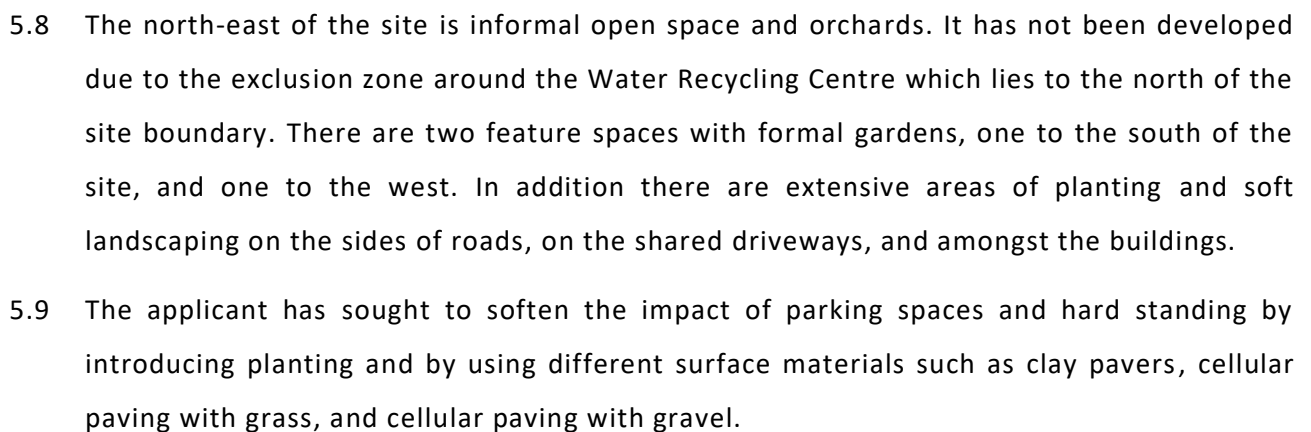 5.8 The north-east of the site is informal open space and orchards. It has not been developed
due to the exclusion zone around the Water Recycling Centre which lies to the north of the
site boundary. There are two feature spaces with formal gardens, one to the south of the
site, and one to the west. In addition there are extensive areas of planting and soft
landscaping on the sides of roads, on the shared driveways, and amongst the buildings.
5.9 The applicant has sought to soften the impact of parking spaces and hard standing by
introducing planting and by using different surface materials such as clay pavers, cellular
paving with grass, and cellular paving with gravel.